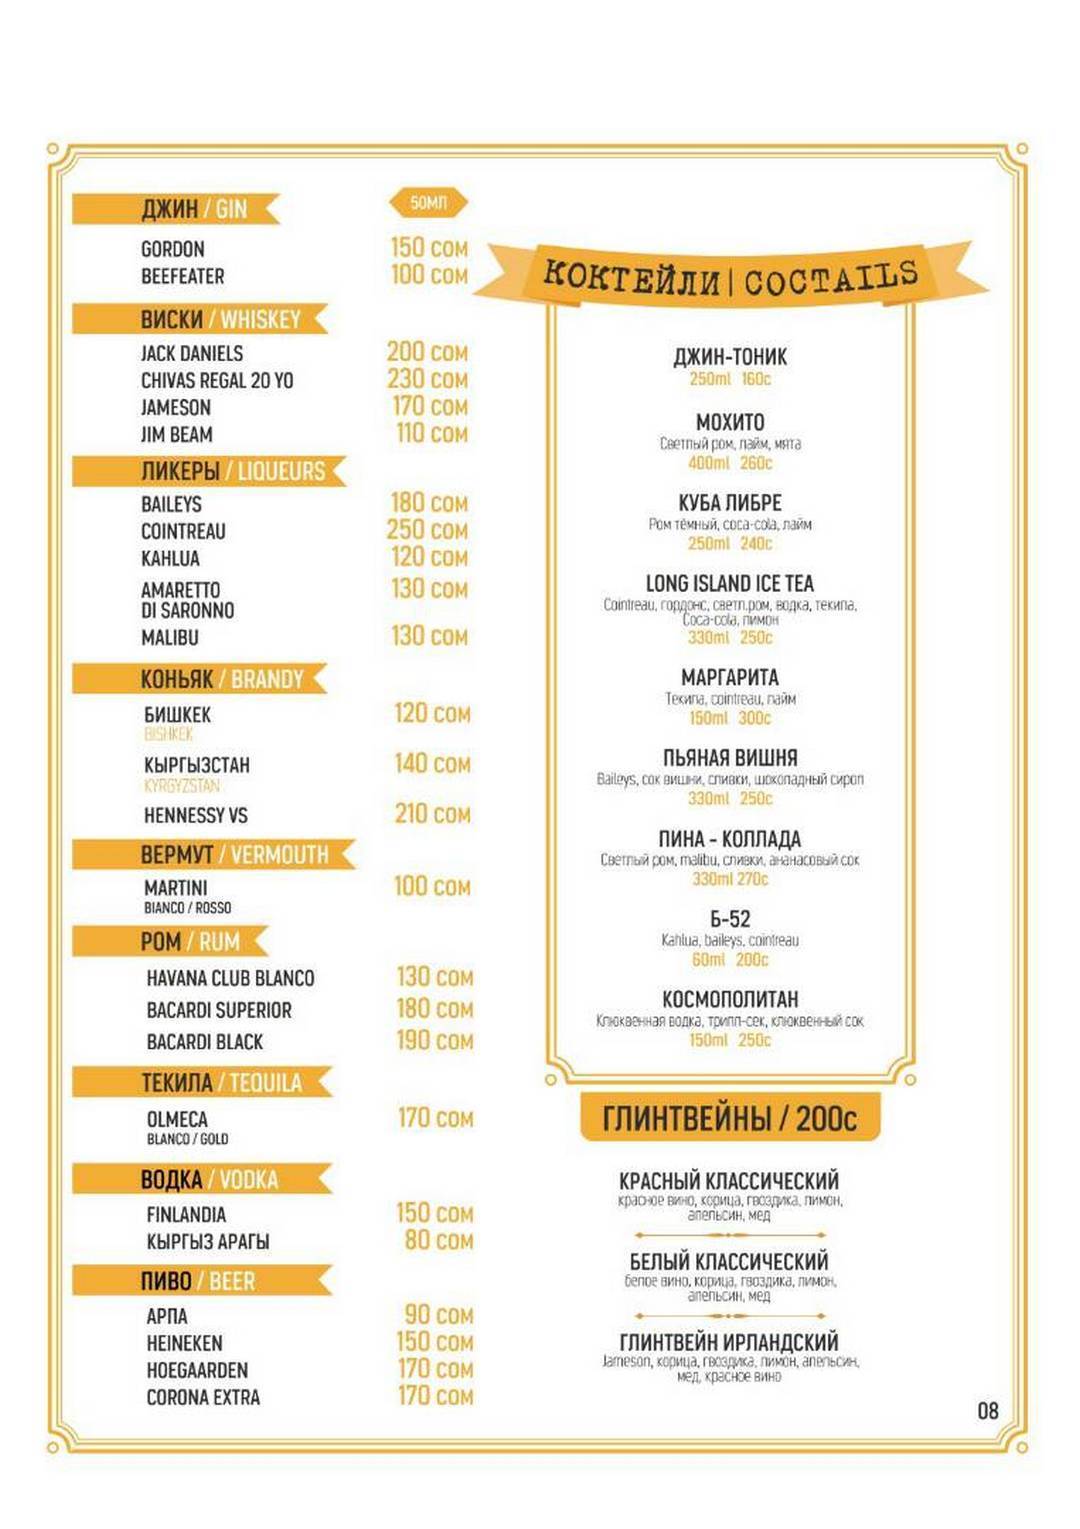 ДЖИН / GIN
50МЛ
GORDON 150 СОМ
BEEFEATER 100 СОМ
ВИСКИ / WHISKEY
JACK DANIELS 200 СОМ
CHIVAS REGAL 20 YO 230 СОМ
JAMESON 170 СОМ
JIM BEAM 110 СОМ
ЛИКЕРЫ / LIQUEURS
BAILEYS 180 СОМ
COINTREAU 250 СОМ
KAHLUA 120 СОМ
AMARETTO 130 СОМ
DI SARONNO
MALIBU 130 СОМ
КОНЬЯК / BRANDY
БИШКЕК 120 СОМ
BISHKEK
КЫРГЫЗСТАН 140 СОМ
KYRGYZSTAN
HENNESSY VS 210 СОМ
ВЕРМУТ / VERMOUTH
MARTINI 100 СОМ
BIANCO / ROSSO
РОМ / RUM
HAVANA CLUB BLANCO 130 СОМ
BACARDI SUPERIOR 180 СОМ
BACARDI BLACK 190 СОМ
ТЕКИЛА / TEQUILA
OLMECA 170 СОМ
BLANCO / GOLD
ВОДКА / VODKA
FINLANDIA 150 СОМ
КЫРГЫЗ АРАГЫ 80 СОМ
ПИВО / BEER
АРПА 90 СОМ
HEINEKEN 150 СОМ
HOEGAARDEN 170 СОМ
CORONA EXTRA 170 СОМ
КОКТЕЙЛИ | COCTAILS
ДЖИН-ТОНИК
250ml 160с
МОХИТО
Светлый ром, лайм, мята
400ml 260с
КУБА ЛИБРЕ
Ром тёмный, coca-cola, лайм
250ml 240с
LONG ISLAND ICE TEA
Cointreau, гордонс, светл.ром, водка, текила,
Coca-cola, лимон
330ml 250с
МАРГАРИТА
Текила, cointreau, лайм
150ml 300с
ПЬЯНАЯ ВИШНЯ
Baileys, сок вишни, сливки, шоколадный сироп
330ml 250с
ПИНА - КОЛЛАДА
Светлый ром, malibu, сливки, ананасовый сок
330ml 270с
Б-52
Kahlua, baileys, cointreau
60ml 200с
КОСМОПОЛИТАН
Клюквенная водка, трипл-сек, клюквенный сок
150ml 250с
ГЛИНТВЕЙНЫ / 200с
КРАСНЫЙ КЛАССИЧЕСКИЙ
красное вино, корица, гвоздика, лимон,
апельсин, мед
БЕЛЫЙ КЛАССИЧЕСКИЙ
белое вино, корица, гвоздика, лимон,
апельсин, мед
ГЛИНТВЕЙН ИРЛАНДСКИЙ
Jameson, корица, гвоздика, лимон, апельсин,
мед, красное вино
08